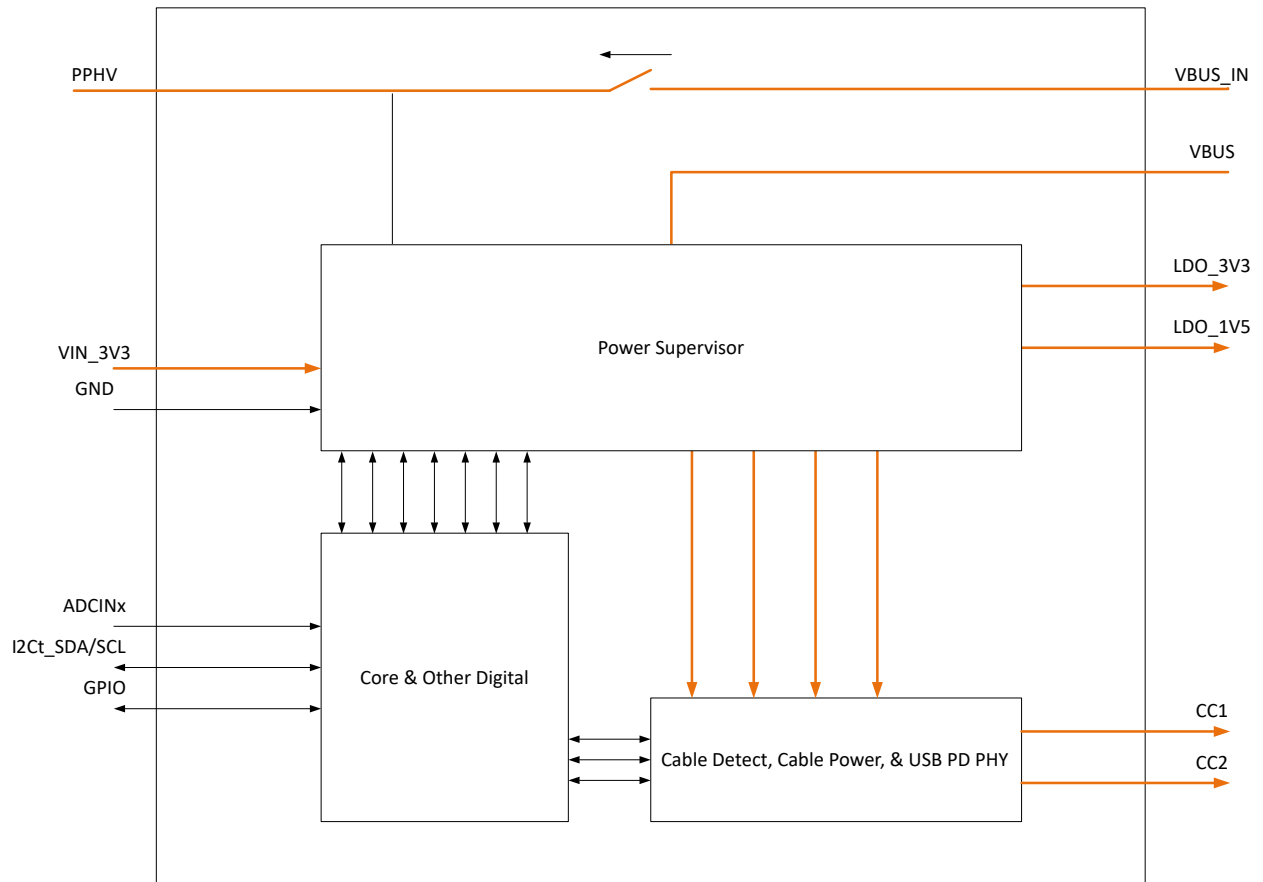 PPHV
VBUS_IN
VBUS
LDO_3V3
LDO_1V5
Power Supervisor
VIN_3V3
GND
ADCINx
I2Ct_SDA/SCL
GPIO
Core & Other Digital
Cable Detect, Cable Power, & USB PD PHY
CC1
CC2